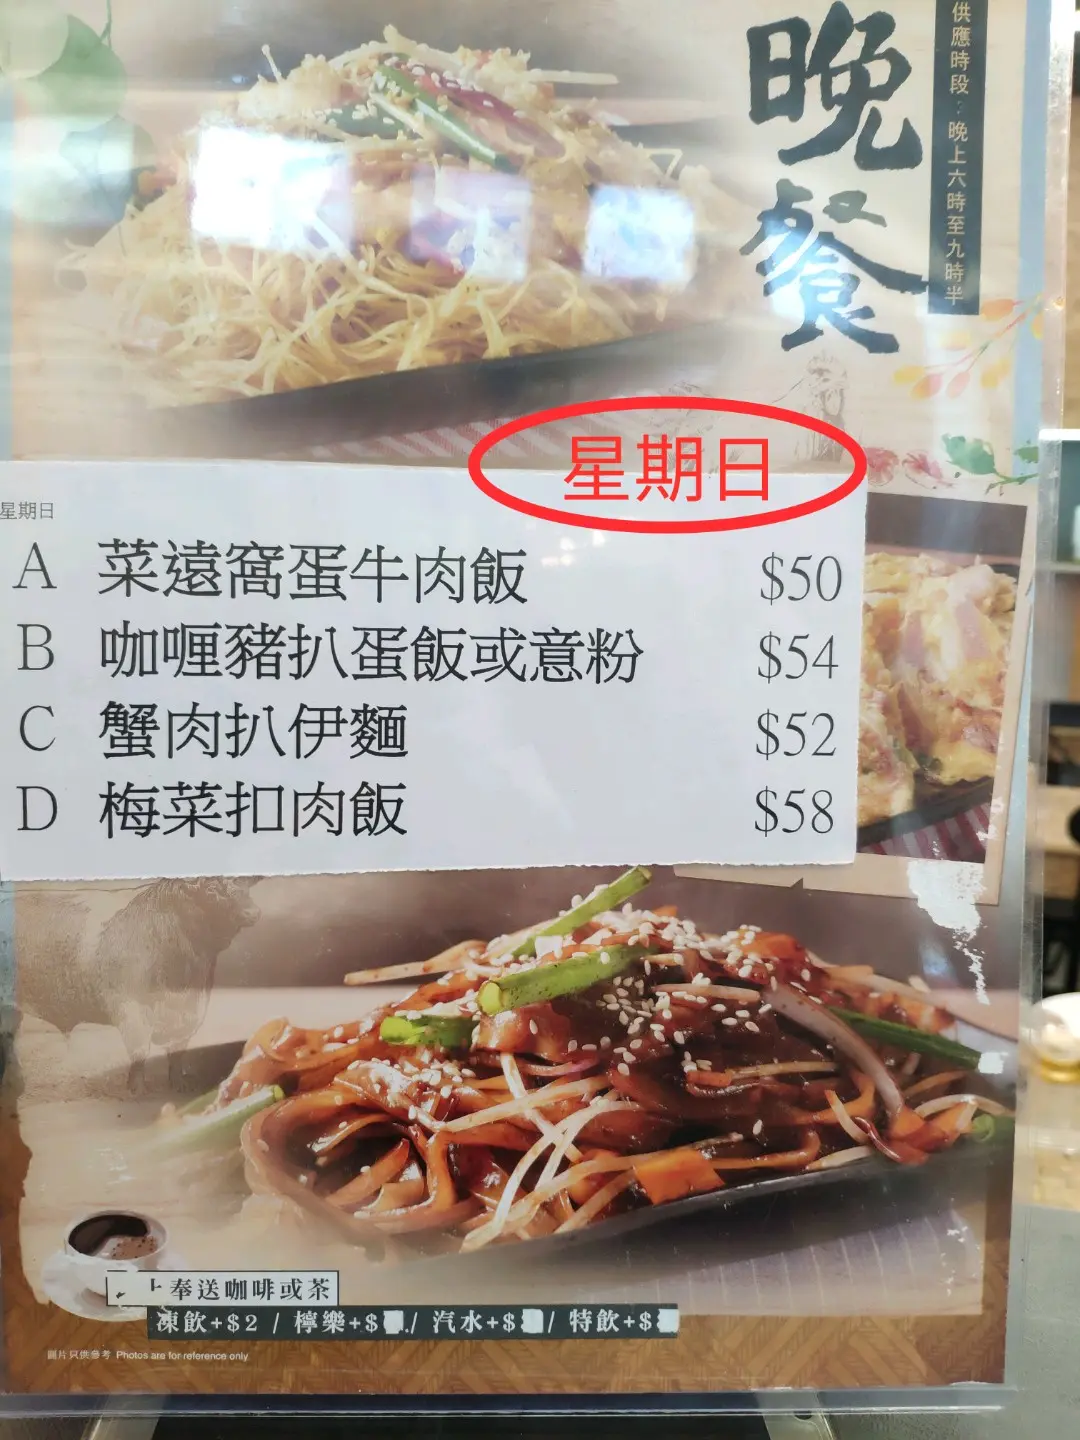 晚餐
供應時段：晚上六時至九時半
星期日
星期日
A 菜遠窩蛋牛肉飯 $50
B 咖喱豬扒蛋飯或意粉 $54
C 蟹肉扒伊麵 $52
D 梅菜扣肉飯 $58
上奉送咖啡或茶
凍飲+$2 / 檸樂+$ / 汽水+$ / 特飲+$
圖片只供參考 Photos are for reference only